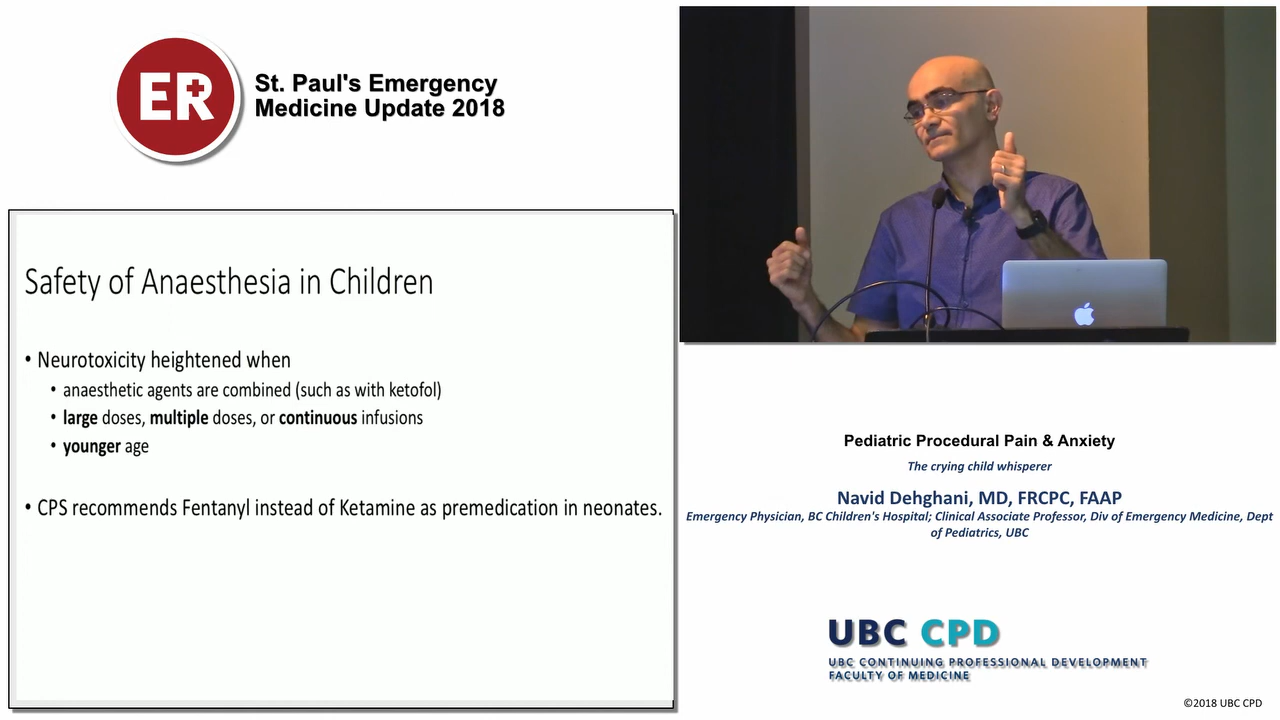 ER
St. Paul's Emergency
Medicine Update 2018
Safety of Anaesthesia in Children
• Neurotoxicity heightened when
• anaesthetic agents are combined (such as with ketofol)
• large doses, multiple doses, or continuous infusions
• younger age
• CPS recommends Fentanyl instead of Ketamine as premedication in neonates.
Pediatric Procedural Pain & Anxiety
The crying child whisperer
Navid Dehghani, MD, FRCPC, FAAP
Emergency Physician, BC Children's Hospital; Clinical Associate Professor, Div of Emergency Medicine, Dept
of Pediatrics, UBC
UBC CPD
UBC CONTINUING PROFESSIONAL DEVELOPMENT
FACULTY OF MEDICINE
©2018 UBC CPD